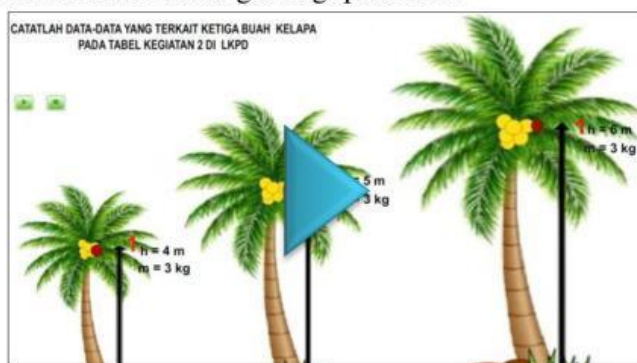 CATATLAH DATA-DATA YANG TERKAIT KETIGA BUAH KELAPA
PADA TABEL KEGIATAN 2 DI LKPD
h = 6 m
m = 3 kg
5 m
3 kg
h = 4 m
m = 3 kg